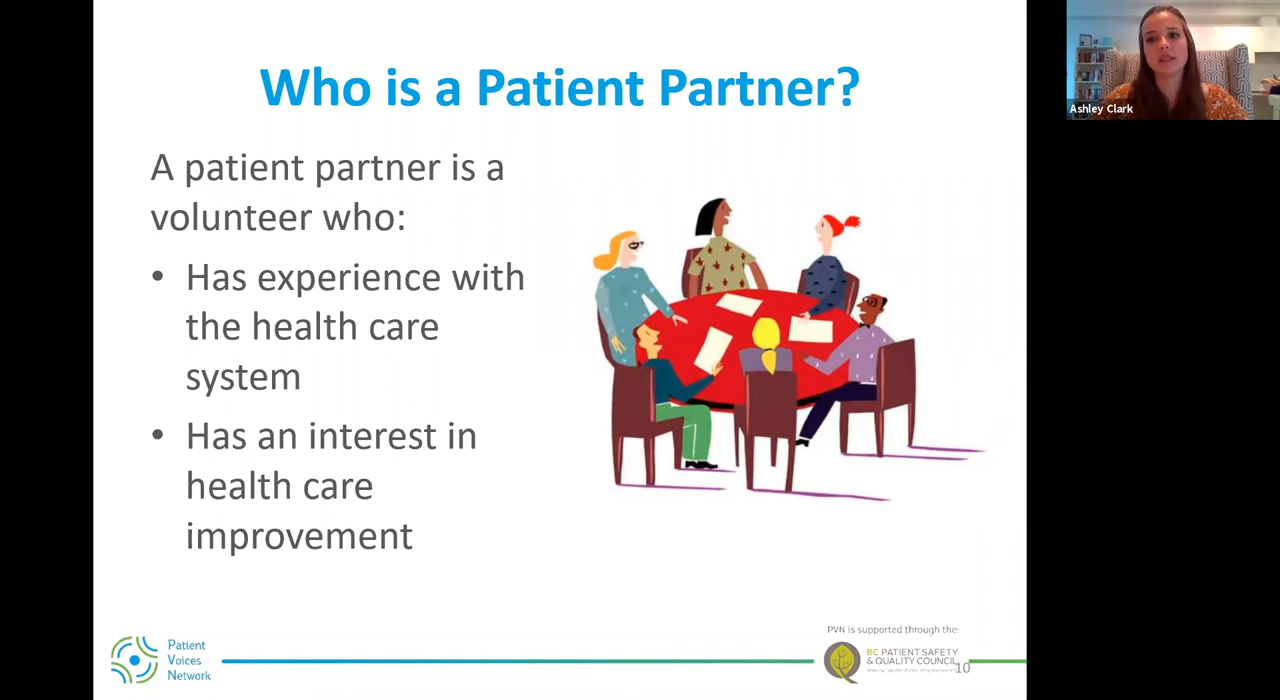 Who is a Patient Partner?
Ashley Clark
A patient partner is a
volunteer who:
• Has experience with
the health care
system
• Has an interest in
health care
improvement
Patient
Voices
Network
PVN is supported through the:
BC PATIENT SAFETY
& QUALITY COUNCIL
10